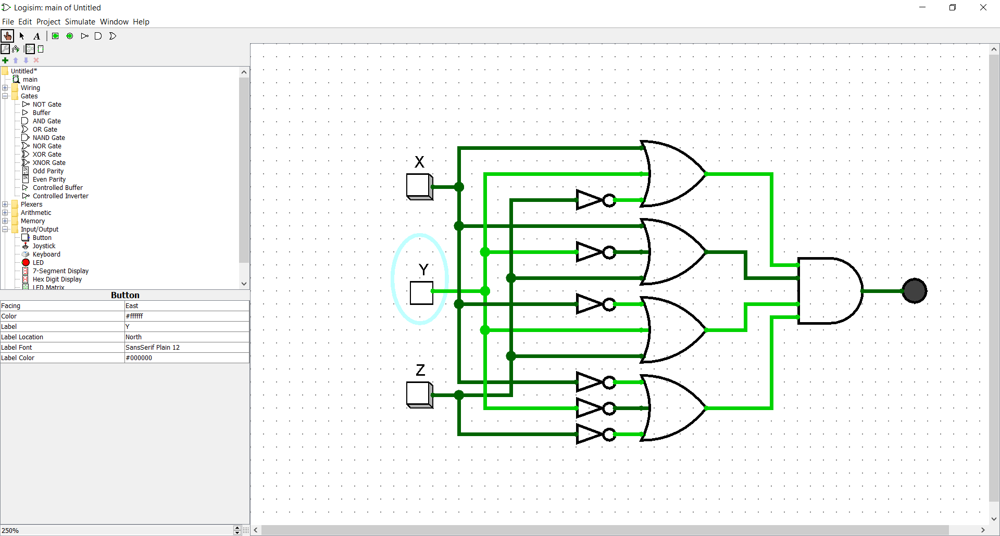 Logisim: main of Untitled
File Edit Project Simulate Window Help
A
Untitled*
main
Wiring
Gates
NOT Gate
Buffer
AND Gate
OR Gate
NAND Gate
NOR Gate
XOR Gate
XNOR Gate
Odd Parity
Even Parity
Controlled Buffer
Controlled Inverter
Plexers
Arithmetic
Memory
Input/Output
Button
Joystick
Keyboard
LED
7-Segment Display
Hex Digit Display
LED Matrix
Button
Facing East
Color #ffffff
Label Y
Label Location North
Label Font SansSerif Plain 12
Label Color #000000
250%
X
Y
Z